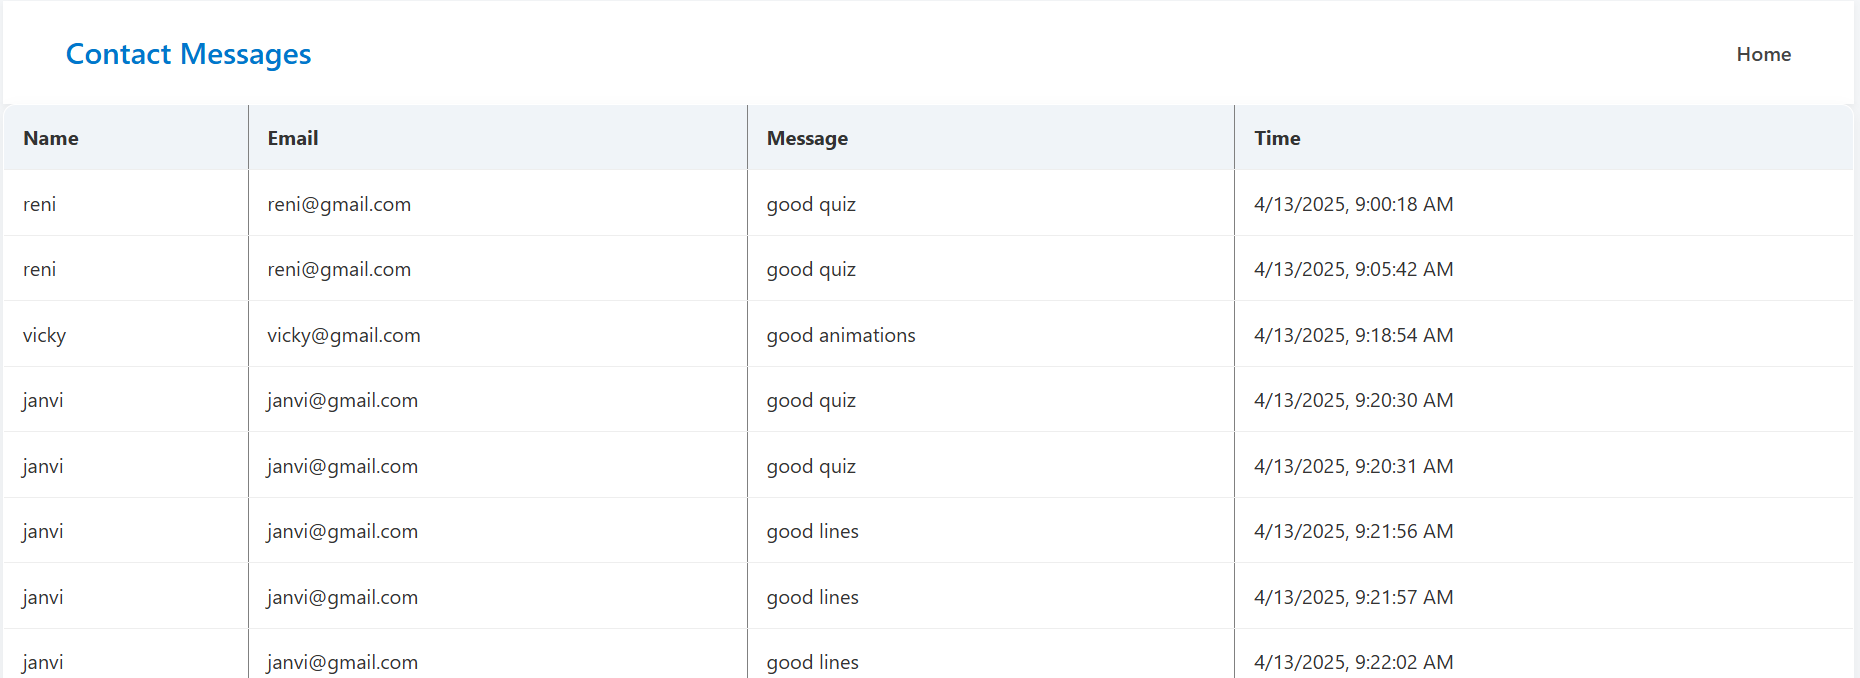 Contact Messages Home
Name Email Message Time
reni reni@gmail.com good quiz 4/13/2025, 9:00:18 AM
reni reni@gmail.com good quiz 4/13/2025, 9:05:42 AM
vicky vicky@gmail.com good animations 4/13/2025, 9:18:54 AM
janvi janvi@gmail.com good quiz 4/13/2025, 9:20:30 AM
janvi janvi@gmail.com good quiz 4/13/2025, 9:20:31 AM
janvi janvi@gmail.com good lines 4/13/2025, 9:21:56 AM
janvi janvi@gmail.com good lines 4/13/2025, 9:21:57 AM
janvi janvi@gmail.com good lines 4/13/2025, 9:22:02 AM